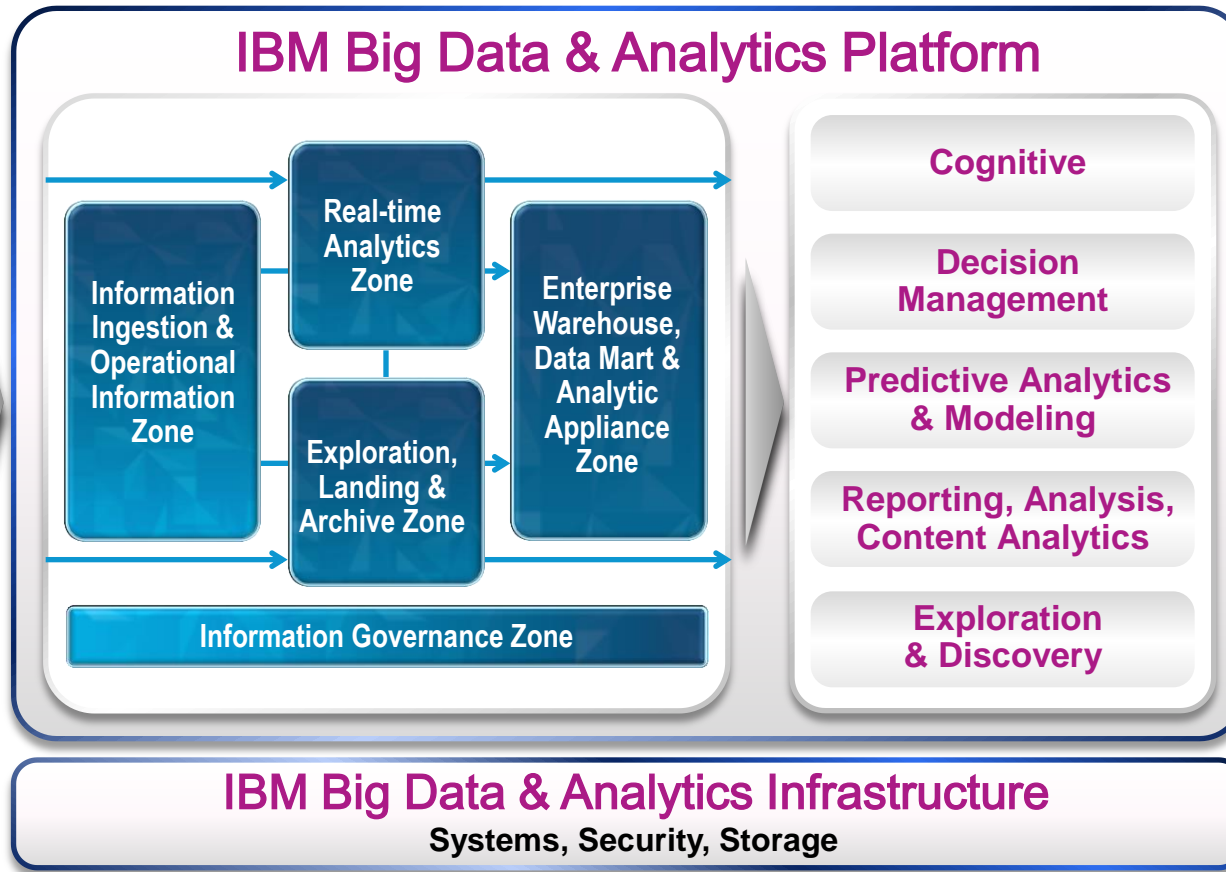 IBM Big Data & Analytics Platform
Information
Ingestion &
Operational
Information
Zone
Real-time
Analytics
Zone
Exploration,
Landing &
Archive Zone
Enterprise
Warehouse,
Data Mart &
Analytic
Appliance
Zone
Information Governance Zone
Cognitive
Decision
Management
Predictive Analytics
& Modeling
Reporting, Analysis,
Content Analytics
Exploration
& Discovery
IBM Big Data & Analytics Infrastructure
Systems, Security, Storage